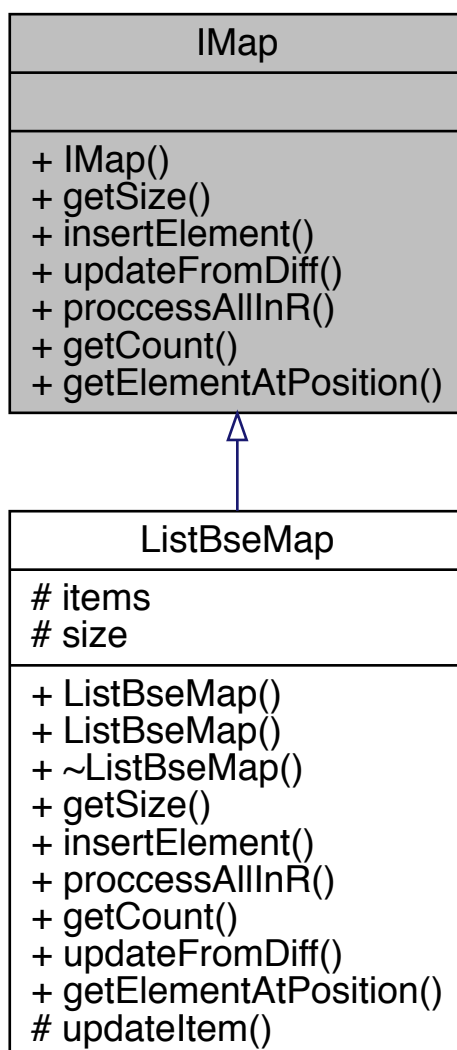 IMap
+ IMap()
+ getSize()
+ insertElement()
+ updateFromDiff()
+ proccessAllInR()
+ getCount()
+ getElementAtPosition()
ListBseMap
# items
# size
+ ListBseMap()
+ ListBseMap()
+ ~ListBseMap()
+ getSize()
+ insertElement()
+ proccessAllInR()
+ getCount()
+ updateFromDiff()
+ getElementAtPosition()
# updateItem()